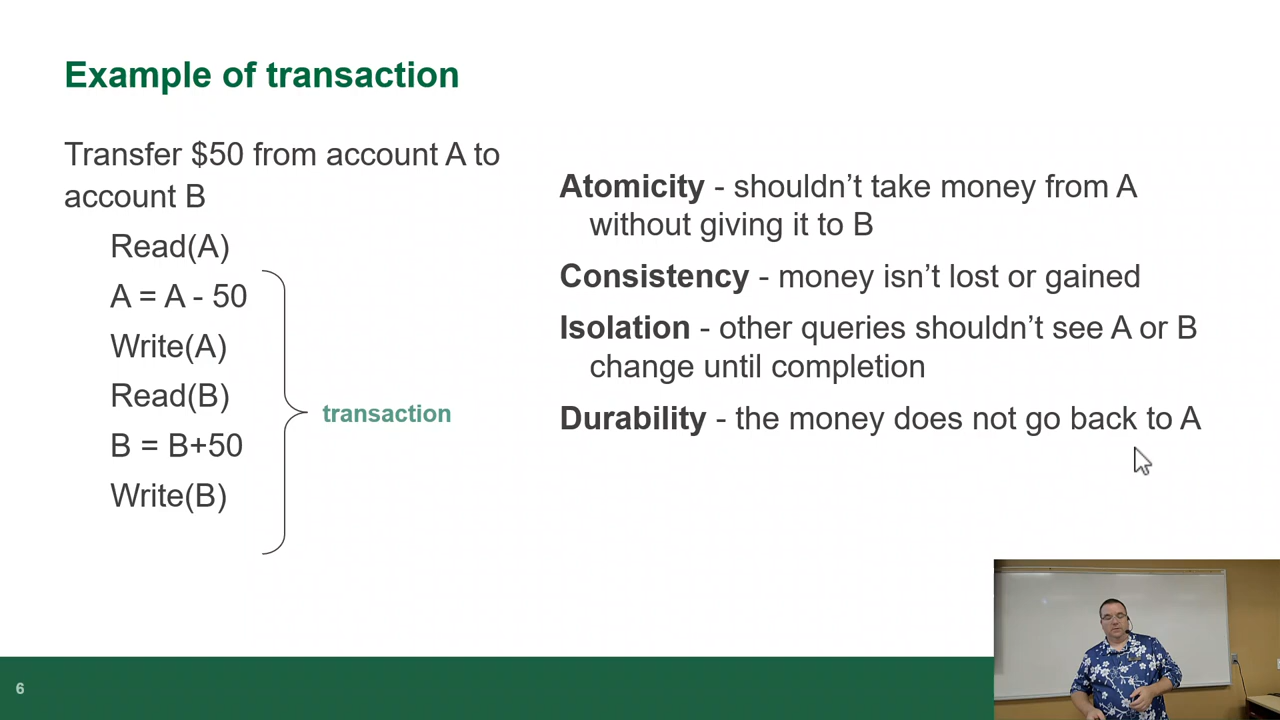 Example of transaction
Transfer $50 from account A to
account B
Read(A)
A = A - 50
Write(A)
Read(B)
B = B+50
Write(B)
transaction
Atomicity - shouldn’t take money from A
without giving it to B
Consistency - money isn’t lost or gained
Isolation - other queries shouldn’t see A or B
change until completion
Durability - the money does not go back to A
6